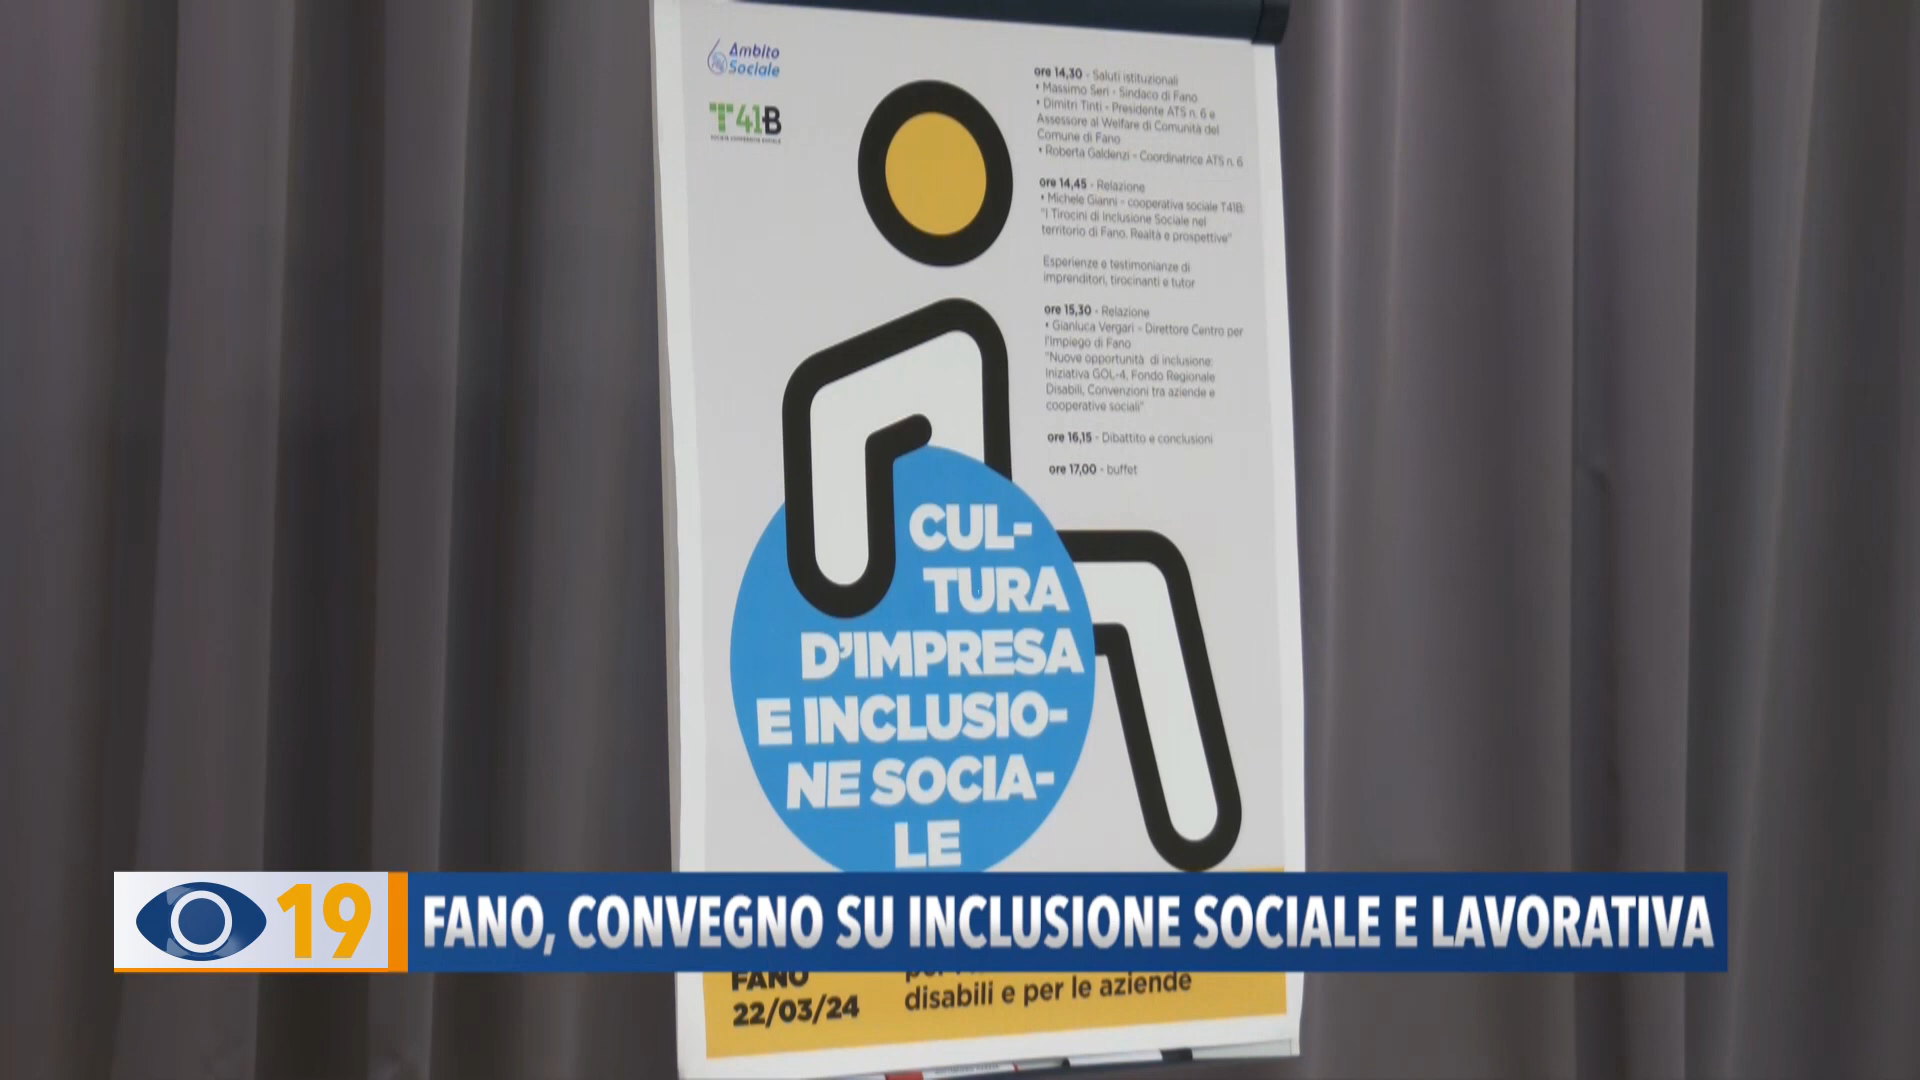 Ambito
Sociale
T41B
ore 14,30 - Saluti istituzionali
• Massimo Seri - Sindaco di Fano
• Dimitri Tinti - Presidente ATS n. 6 e
Assessore al Welfare di Comunità del
Comune di Fano
• Roberta Galdenzi - Coordinatrice ATS n. 6
ore 14,45 - Relazione
• Michele Gianni - cooperativa sociale T41B:
"I Tirocini di Inclusione Sociale nel
territorio di Fano. Realtà e prospettive"
Esperienze e testimonianze di
imprenditori, tirocinanti e tutor
ore 15,30 - Relazione
• Gianluca Vergari - Direttore Centro per
l'Impiego di Fano
"Nuove opportunità di inclusione:
Iniziativa GOL-4, Fondo Regionale
Disabili, Convenzioni tra aziende e
cooperative sociali"
ore 16,15 - Dibattito e conclusioni
ore 17,00 - buffet
CUL-
TURA
D'IMPRESA
E INCLUSIO-
NE SOCIA-
LE
19
FANO, CONVEGNO SU INCLUSIONE SOCIALE E LAVORATIVA
FANO
22/03/24
disabili e per le aziende